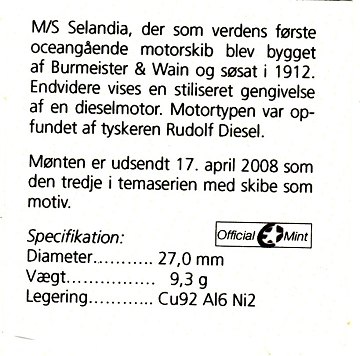 M/S Selandia, der som verdens første
oceangående motorskib blev bygget
af Burmeister & Wain og søsat i 1912.
Endvidere vises en stiliseret gengivelse
af en dieselmotor. Motortypen var op-
fundet af tyskeren Rudolf Diesel.
Mønten er udsendt 17. april 2008 som
den tredje i temaserien med skibe som
motiv.
Specifikation:
Official Mint
Diameter........... 27,0 mm
Vægt................ 9,3 g
Legering............ Cu92 Al6 Ni2